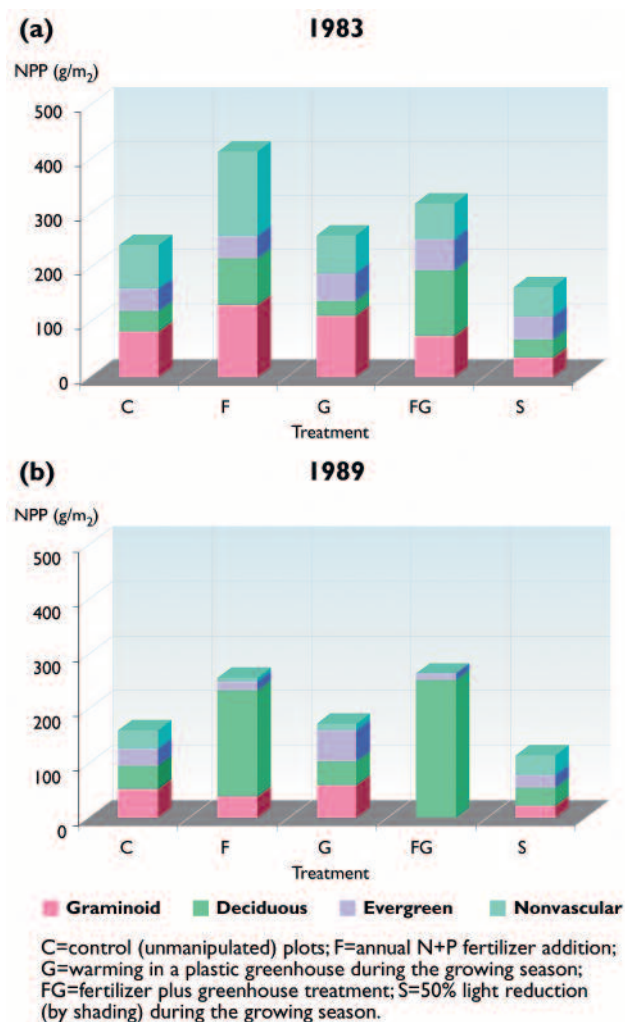 (a) 1983
NPP (g/m₂)
500
400
300
200
100
0
C F G FG S
Treatment
(b) 1989
NPP (g/m₂)
500
400
300
200
100
0
C F G FG S
Treatment
Graminoid Deciduous Evergreen Nonvascular
C=control (unmanipulated) plots; F=annual N+P fertilizer addition;
G=warming in a plastic greenhouse during the growing season;
FG=fertilizer plus greenhouse treatment; S=50% light reduction
(by shading) during the growing season.